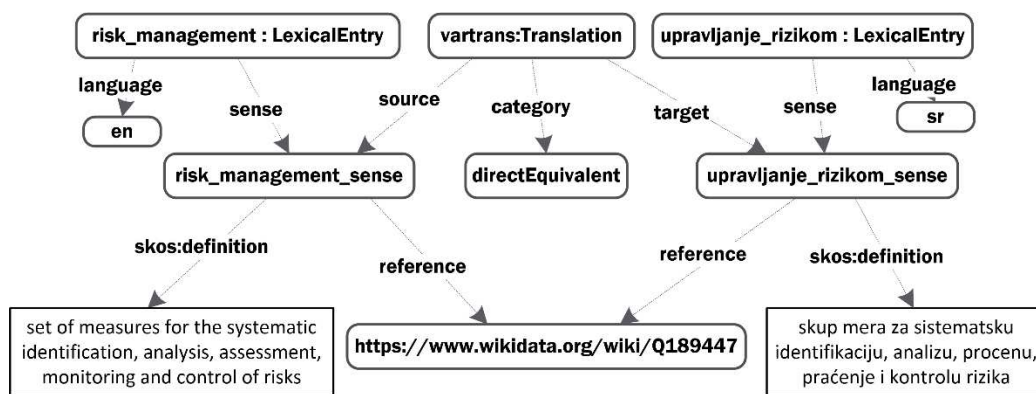 risk_management : LexicalEntry
vartrans:Translation
upravljanje_rizikom : LexicalEntry
language
sense
source
category
target
sense
language
en
sr
risk_management_sense
directEquivalent
upravljanje_rizikom_sense
skos:definition
reference
reference
skos:definition
set of measures for the systematic
identification, analysis, assessment,
monitoring and control of risks
https://www.wikidata.org/wiki/Q189447
skup mera za sistematsku
identifikaciju, analizu, procenu,
praćenje i kontrolu rizika